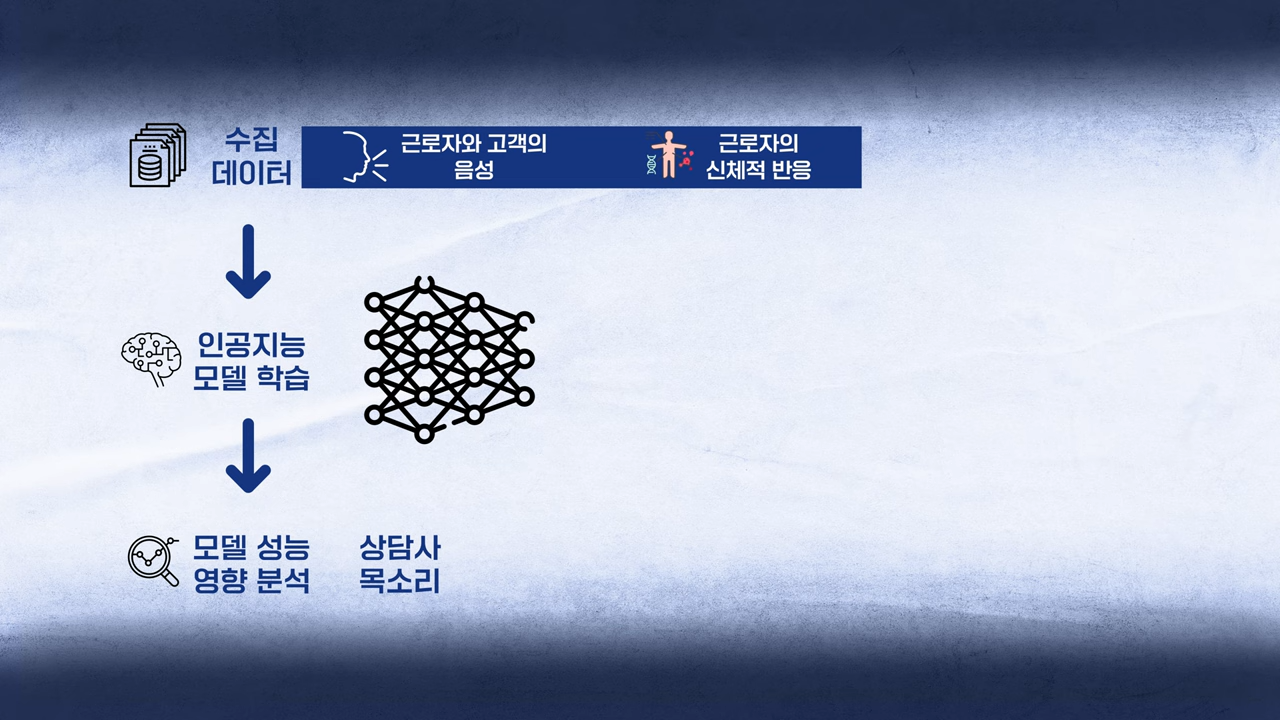 수집
데이터
근로자와 고객의
음성
근로자의
신체적 반응
인공지능
모델 학습
모델 성능
영향 분석
상담사
목소리